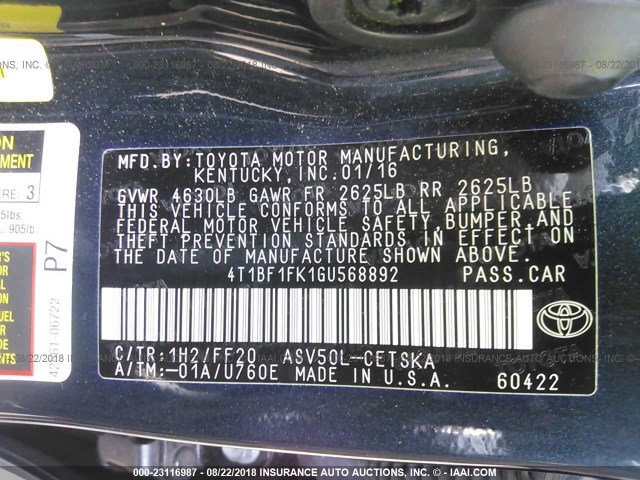 MFD.BY:TOYOTA MOTOR MANUFACTURING,
KENTUCKY,INC.01/16
GVWR 4630LB GAWR FR 2625LB RR 2625LB
THIS VEHICLE CONFORMS TO ALL APPLICABLE
FEDERAL MOTOR VEHICLE SAFETY,BUMPER,AND
THEFT PREVENTION STANDARDS IN EFFECT ON
THE DATE OF MANUFACTURE SHOWN ABOVE.
4T1BF1FK1GU568892 PASS.CAR
C/TR:1H2/FF20 ASV50L-CETSKA
A/TM:-01A/U760E MADE IN U.S.A. 60422
P7
3
905lb
000-23116987 - 08/22/2018 INSURANCE AUTO AUCTIONS, INC. - © IAAI.COM